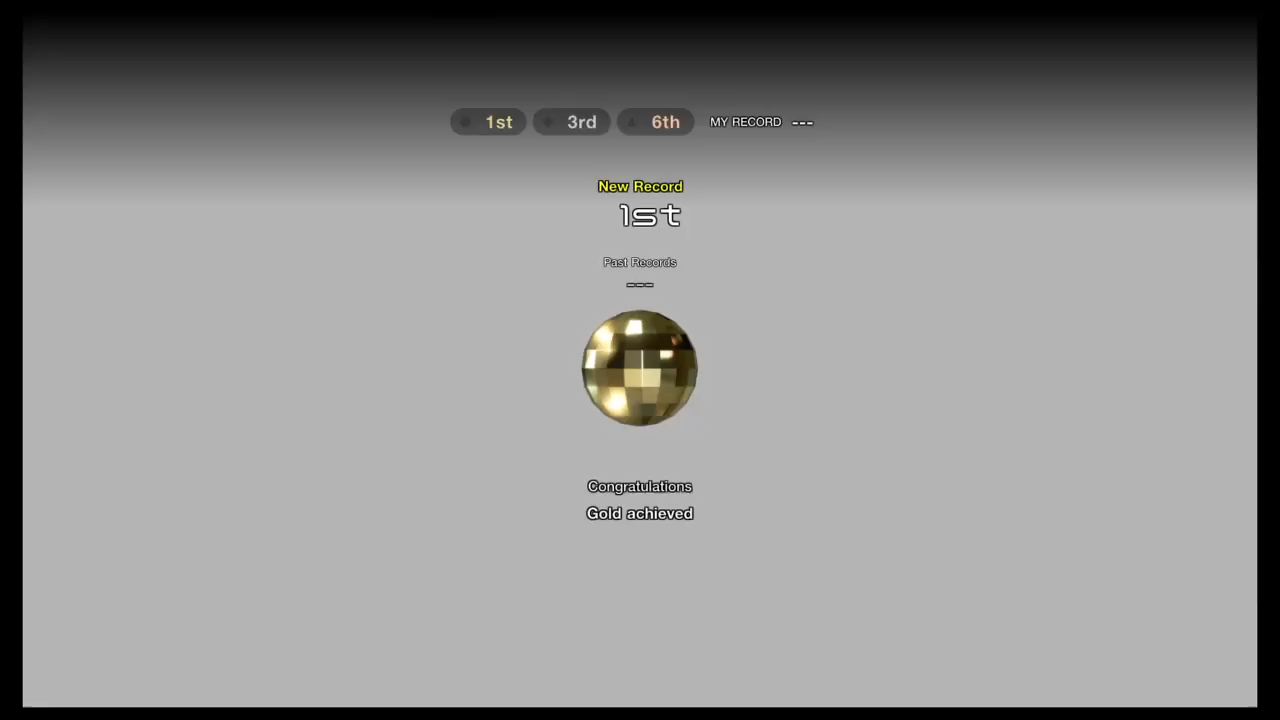 1st 3rd 6th MY RECORD ---
New Record
1st
Past Records
---
Congratulations
Gold achieved